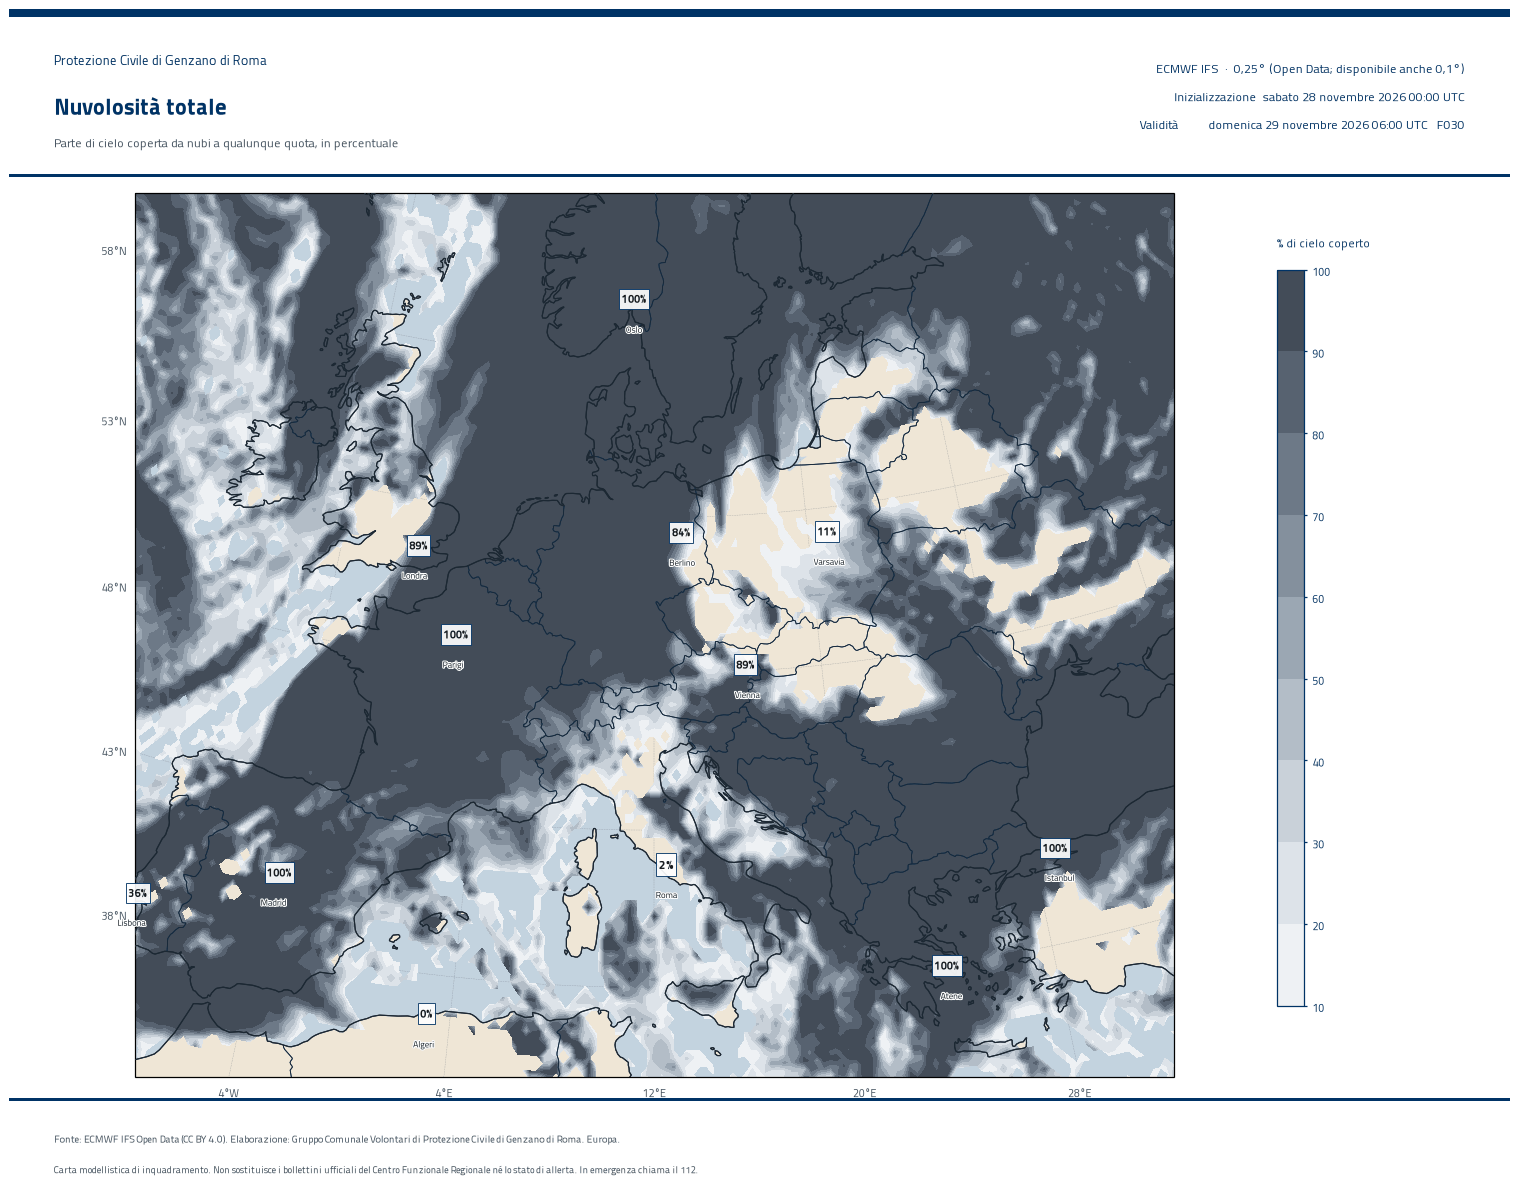 Protezione Civile di Genzano di Roma
Nuvolosità totale
Parte di cielo coperta da nubi a qualunque quota, in percentuale
ECMWF IFS · 0,25° (Open Data; disponibile anche 0,1°)
Inizializzazione sabato 28 novembre 2026 00:00 UTC
Validità domenica 29 novembre 2026 06:00 UTC F030
58°N
53°N
48°N
43°N
38°N
4°W
4°E
12°E
20°E
28°E
100%
Oslo
84%
Berlino
11%
Varsavia
89%
Londra
100%
Parigi
89%
Vienna
100%
Madrid
36%
Lisbona
2%
Roma
100%
Istanbul
100%
Atene
0%
Algeri
% di cielo coperto
100
90
80
70
60
50
40
30
20
10
Fonte: ECMWF IFS Open Data (CC BY 4.0). Elaborazione: Gruppo Comunale Volontari di Protezione Civile di Genzano di Roma. Europa.
Carta modellistica di inquadramento. Non sostituisce i bollettini ufficiali del Centro Funzionale Regionale né lo stato di allerta. In emergenza chiama il 112.